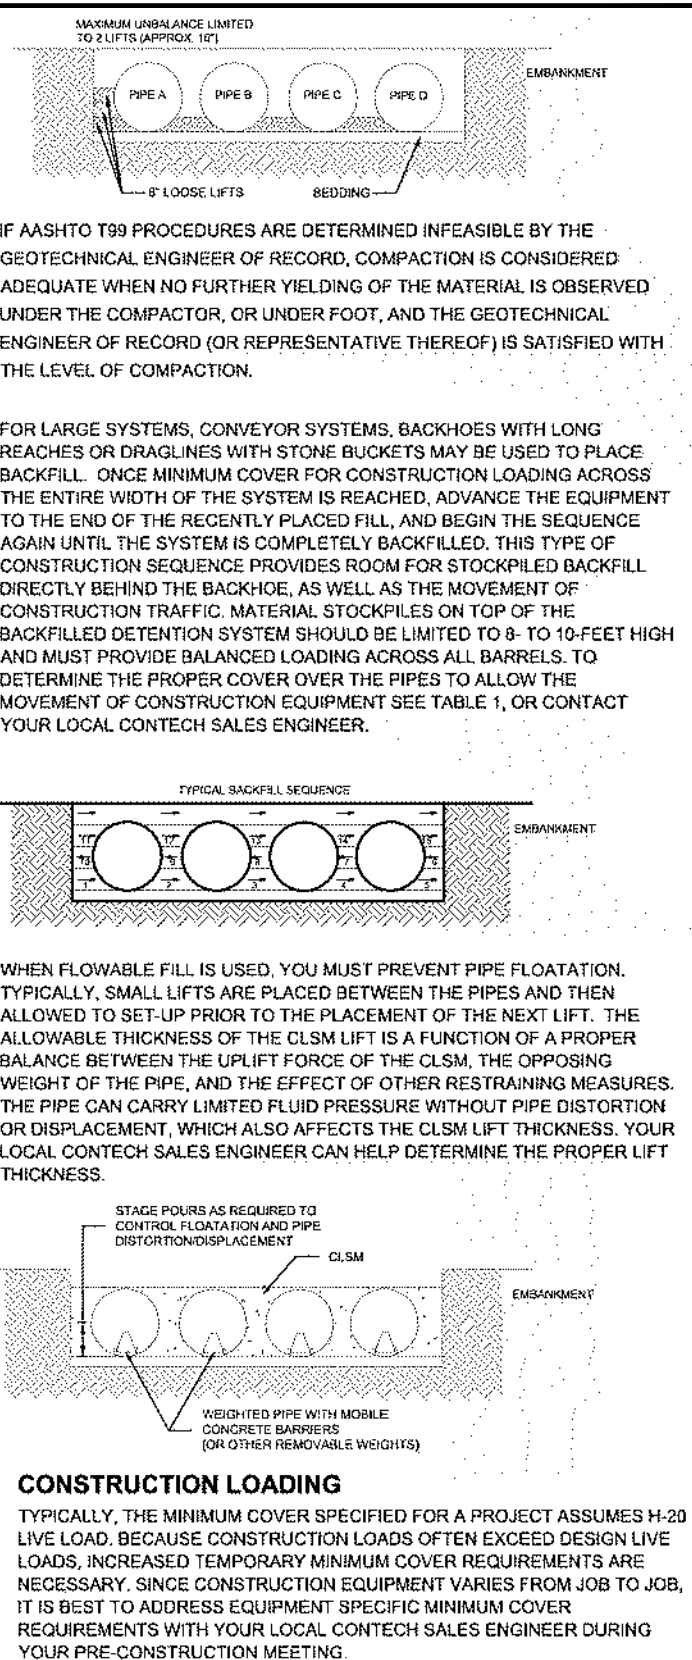 MAXIMUM UNBALANCE LIMITED
TO 2 LIFTS (APPROX. 16")
EMBANKMENT
PIPE A
PIPE B
PIPE C
PIPE D
8" LOOSE LIFTS
BEDDING
IF AASHTO T99 PROCEDURES ARE DETERMINED INFEASIBLE BY THE
GEOTECHNICAL ENGINEER OF RECORD, COMPACTION IS CONSIDERED
ADEQUATE WHEN NO FURTHER YIELDING OF THE MATERIAL IS OBSERVED
UNDER THE COMPACTOR, OR UNDER FOOT, AND THE GEOTECHNICAL
ENGINEER OF RECORD (OR REPRESENTATIVE THEREOF) IS SATISFIED WITH
THE LEVEL OF COMPACTION.
FOR LARGE SYSTEMS, CONVEYOR SYSTEMS, BACKHOES WITH LONG
REACHES OR DRAGLINES WITH STONE BUCKETS MAY BE USED TO PLACE
BACKFILL. ONCE MINIMUM COVER FOR CONSTRUCTION LOADING ACROSS
THE ENTIRE WIDTH OF THE SYSTEM IS REACHED, ADVANCE THE EQUIPMENT
TO THE END OF THE RECENTLY PLACED FILL, AND BEGIN THE SEQUENCE
AGAIN UNTIL THE SYSTEM IS COMPLETELY BACKFILLED. THIS TYPE OF
CONSTRUCTION SEQUENCE PROVIDES ROOM FOR STOCKPILED BACKFILL
DIRECTLY BEHIND THE BACKHOE, AS WELL AS THE MOVEMENT OF
CONSTRUCTION TRAFFIC. MATERIAL STOCKPILES ON TOP OF THE
BACKFILLED DETENTION SYSTEM SHOULD BE LIMITED TO 8- TO 10-FEET HIGH
AND MUST PROVIDE BALANCED LOADING ACROSS ALL BARRELS. TO
DETERMINE THE PROPER COVER OVER THE PIPES TO ALLOW THE
MOVEMENT OF CONSTRUCTION EQUIPMENT SEE TABLE 1, OR CONTACT
YOUR LOCAL CONTECH SALES ENGINEER.
TYPICAL BACKFILL SEQUENCE
EMBANKMENT
1 2 3 4 5
WHEN FLOWABLE FILL IS USED, YOU MUST PREVENT PIPE FLOATATION.
TYPICALLY, SMALL LIFTS ARE PLACED BETWEEN THE PIPES AND THEN
ALLOWED TO SET-UP PRIOR TO THE PLACEMENT OF THE NEXT LIFT. THE
ALLOWABLE THICKNESS OF THE CLSM LIFT IS A FUNCTION OF A PROPER
BALANCE BETWEEN THE UPLIFT FORCE OF THE CLSM, THE OPPOSING
WEIGHT OF THE PIPE, AND THE EFFECT OF OTHER RESTRAINING MEASURES.
THE PIPE CAN CARRY LIMITED FLUID PRESSURE WITHOUT PIPE DISTORTION
OR DISPLACEMENT, WHICH ALSO AFFECTS THE CLSM LIFT THICKNESS. YOUR
LOCAL CONTECH SALES ENGINEER CAN HELP DETERMINE THE PROPER LIFT
THICKNESS.
STAGE POURS AS REQUIRED TO
CONTROL FLOATATION AND PIPE
DISTORTION/DISPLACEMENT
CLSM
EMBANKMENT
WEIGHTED PIPE WITH MOBILE
CONCRETE BARRIERS
(OR OTHER REMOVABLE WEIGHTS)
CONSTRUCTION LOADING
TYPICALLY, THE MINIMUM COVER SPECIFIED FOR A PROJECT ASSUMES H-20
LIVE LOAD. BECAUSE CONSTRUCTION LOADS OFTEN EXCEED DESIGN LIVE
LOADS, INCREASED TEMPORARY MINIMUM COVER REQUIREMENTS ARE
NECESSARY. SINCE CONSTRUCTION EQUIPMENT VARIES FROM JOB TO JOB,
IT IS BEST TO ADDRESS EQUIPMENT SPECIFIC MINIMUM COVER
REQUIREMENTS WITH YOUR LOCAL CONTECH SALES ENGINEER DURING
YOUR PRE-CONSTRUCTION MEETING.